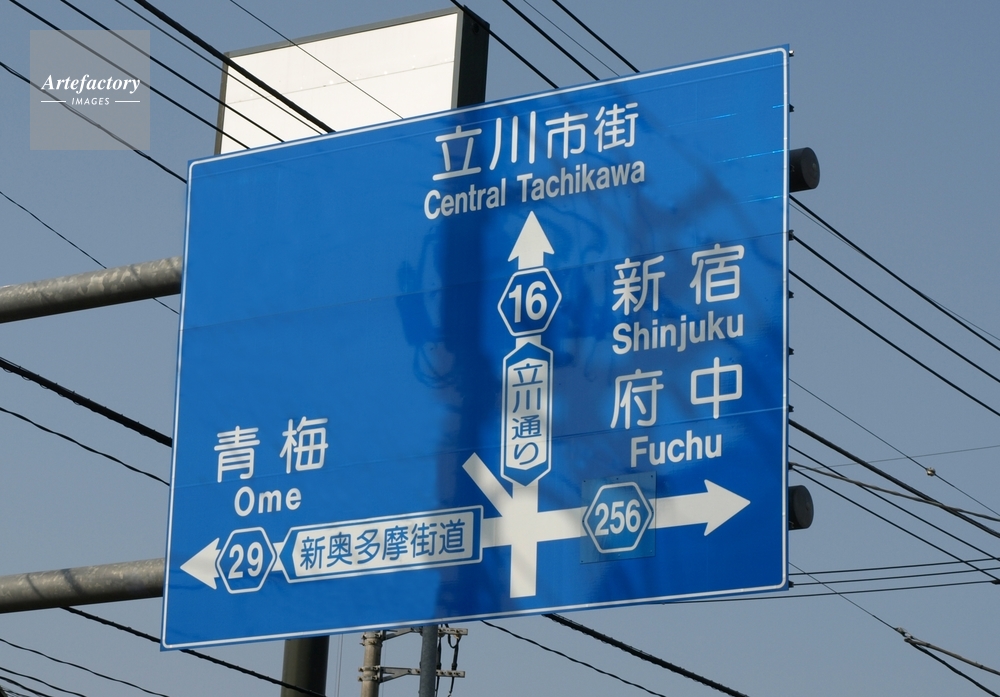 Artefactory
IMAGES
立川市街
Central Tachikawa
16
立川通り
新宿
Shinjuku
府中
Fuchu
256
青梅
Ome
29
新奥多摩街道